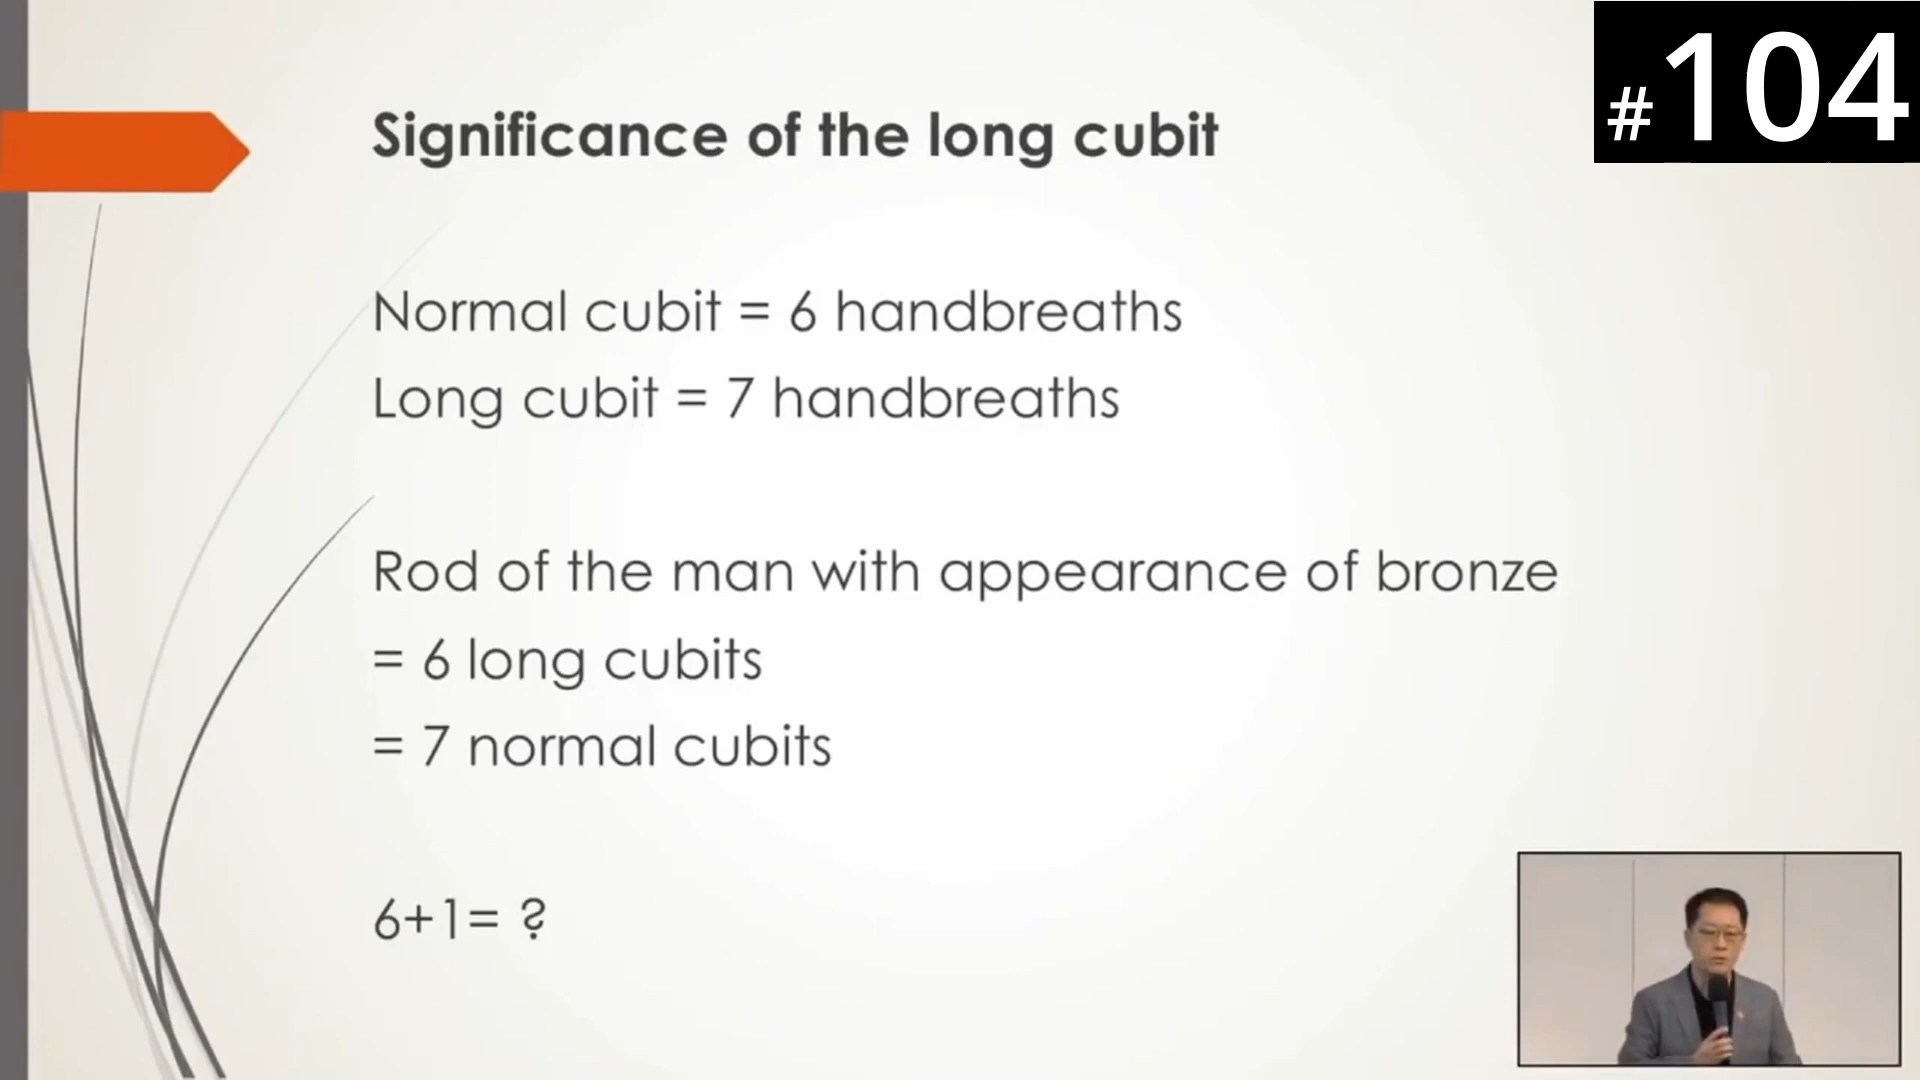 #104
Significance of the long cubit
Normal cubit = 6 handbreaths
Long cubit = 7 handbreaths
Rod of the man with appearance of bronze
= 6 long cubits
= 7 normal cubits
6+1= ?